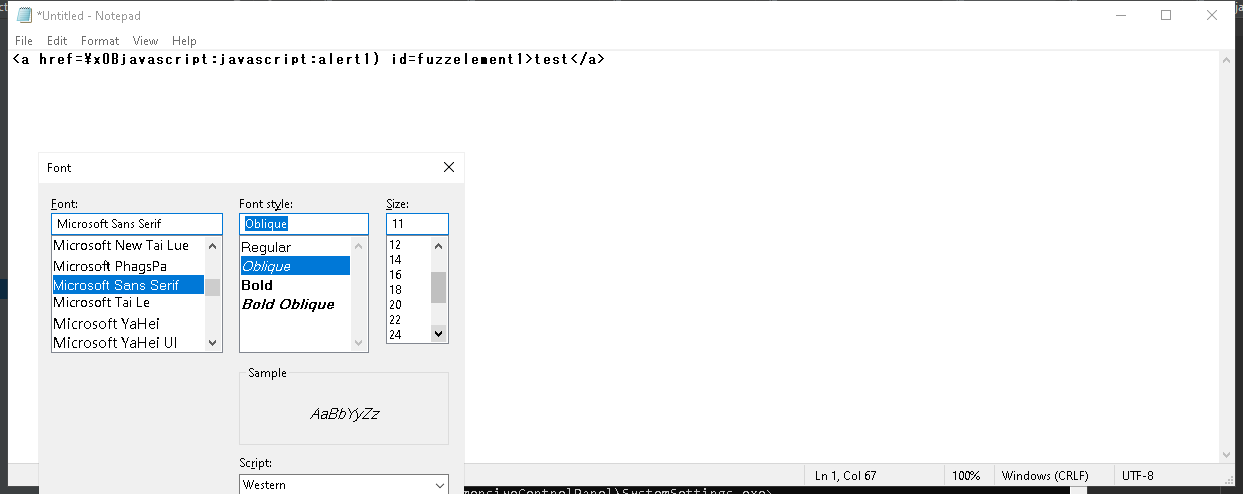 *Untitled - Notepad
File Edit Format View Help
<a href=¥x0Bjavascript:javascript:alert1) id=fuzzelement1>test</a>
Font
Font: Font style: Size:
Microsoft Sans Serif Oblique 11
Microsoft New Tai Lue Regular 12
Microsoft PhagsPa Oblique 14
Microsoft Sans Serif Bold 16
Microsoft Tai Le Bold Oblique 18
Microsoft YaHei 20
Microsoft YaHei UI 22
24
Sample
AaBbYyZz
Script:
Western
Ln 1, Col 67 100% Windows (CRLF) UTF-8
ControlPanel\SystemSettings.exe>